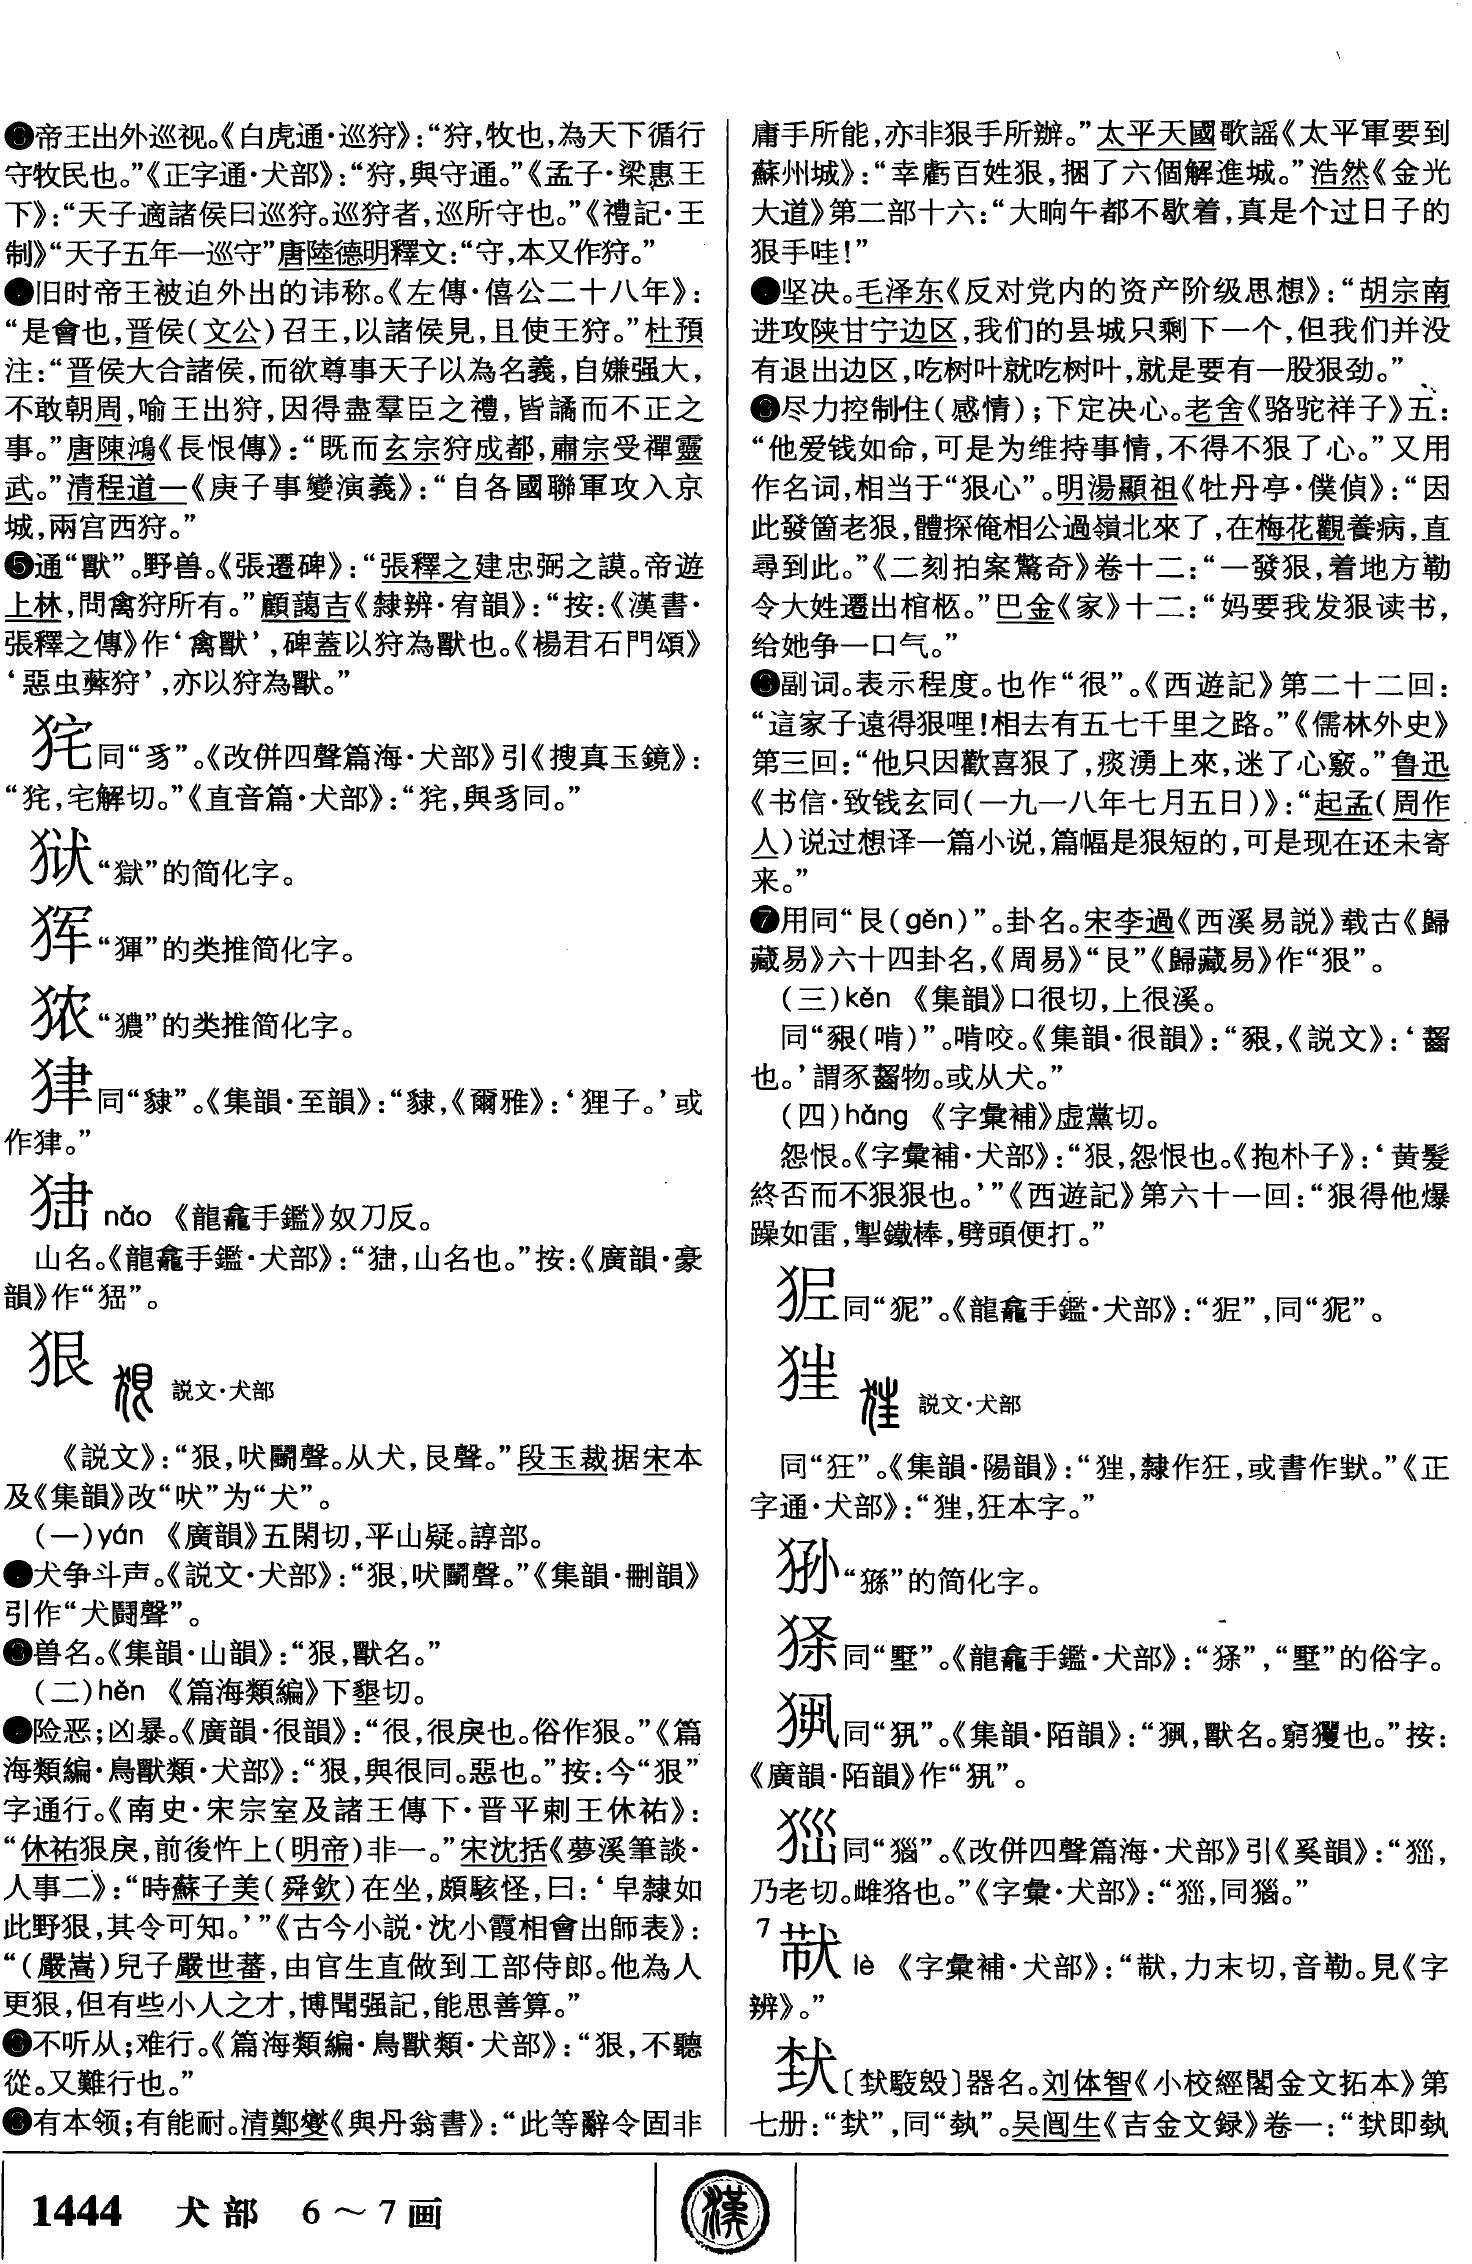 ❸帝王出外巡视。《白虎通·巡狩》：“狩，牧也，為天下循行
守牧民也。”《正字通·犬部》：“狩，與守通。”《孟子·梁惠王
下》：“天子適諸侯曰巡狩。巡狩者，巡所守也。”《禮記·王
制》“天子五年一巡守”唐陸德明釋文：“守，本又作狩。”
旧时帝王被迫外出的讳称。《左傳·僖公二十八年》：
“是會也，晋侯（文公）召王，以諸侯見，且使王狩。”杜預
注：“晋侯大合諸侯，而欲尊事天子以為名義，自嫌强大，
不敢朝周，喻王出狩，因得盡羣臣之禮，皆譎而不正之
事。”唐陳鴻《長恨傳》：“既而玄宗狩成都，肅宗受禪靈
武。”清程道一《庚子事變演義》：“自各國聯軍攻入京
城，兩宫西狩。”
❺通“獸”。野兽。《張遷碑》：“張釋之建忠弼之謨。帝遊
上林，問禽狩所有。”顧藹吉《隸辨·宥韻》：“按：《漢書·
張釋之傳》作‘禽獸’，碑蓋以狩為獸也。《楊君石門頌》
‘惡虫狩’，亦以狩為獸。”
㹰同“豸”。《改併四聲篇海·犬部》引《搜真玉鏡》：
“㹰，宅解切。”《直音篇·犬部》：“㹰，與豸同。”
狱“獄”的简化字。
“獋”的类推简化字。
㹶“獽”的类推简化字。
㹥同“貄”。《集韻·至韻》：“貄，《爾雅》：‘狸子。’或
作㹥。”
nǎo 《龍龕手鑑》奴刀反。
山名。《龍龕手鑑·犬部》：“，山名也。”按：《廣韻·豪
韻》作“”。
狠 説文·犬部
《説文》：“狠，吠鬭聲。从犬，艮聲。”段玉裁据宋本
及《集韻》改“吠”为“犬”。
（一）yán 《廣韻》五閑切，平山疑。諄部。
犬争斗声。《説文·犬部》：“狠，吠鬭聲。”《集韻·刪韻》
引作“犬鬪聲”。
兽名。《集韻·山韻》：“狠，獸名。”
（二）hěn 《篇海類編》下墾切。
险恶；凶暴。《廣韻·很韻》：“很，很戾也。俗作狠。”《篇
海類編·鳥獸類·犬部》：“狠，與很同。惡也。”按：今“狠”
字通行。《南史·宋宗室及諸王傳下·晋平剌王休祐》：
“休祐狠戾，前後忤上（明帝）非一。”宋沈括《夢溪筆談·
人事二》：“時蘇子美（舜欽）在坐，頗駭怪，曰：‘皁隸如
此野狠，其令可知。’”《古今小説·沈小霞相會出師表》：
“（嚴嵩）兒子嚴世蕃，由官生直做到工部侍郎。他為人
更狠，但有些小人之才，博聞强記，能思善算。”
不听从；难行。《篇海類編·鳥獸類·犬部》：“狠，不聽
從。又難行也。”
❸有本领；有能耐。清鄭燮《與丹翁書》：“此等辭令固非
庸手所能，亦非狠手所辦。”太平天國歌謡《太平軍要到
蘇州城》：“幸虧百姓狠，捆了六個解進城。”浩然《金光
大道》第二部十六：“大晌午都不歇着，真是个过日子的
狠手哇！”
坚决。毛泽东《反对党内的资产阶级思想》：“胡宗南
进攻陕甘宁边区，我们的县城只剩下一个，但我们并没
有退出边区，吃树叶就吃树叶，就是要有一股狠劲。”
尽力控制住（感情）；下定决心。老舍《骆驼祥子》五：
“他爱钱如命，可是为维持事情，不得不狠了心。”又用
作名词，相当于“狠心”。明湯顯祖《牡丹亭·僕偵》：“因
此發箇老狠，體探俺相公過嶺北來了，在梅花觀養病，直
尋到此。”《二刻拍案驚奇》卷十二：“一發狠，着地方勒
令大姓遷出棺柩。”巴金《家》十二：“妈要我发狠读书，
给她争一口气。”
副词。表示程度。也作“很”。《西遊記》第二十二回：
“這家子遠得狠哩！相去有五七千里之路。”《儒林外史》
第三回：“他只因歡喜狠了，痰湧上來，迷了心竅。”鲁迅
《书信·致钱玄同（一九一八年七月五日）》：“起孟（周作
人）说过想译一篇小说，篇幅是狠短的，可是现在还未寄
来。”
❼用同“艮（gěn）”。卦名。宋李過《西溪易説》载古《歸
藏易》六十四卦名，《周易》“艮”《歸藏易》作“狠”。
（三）kěn 《集韻》口很切，上很溪。
同“豤（啃）”。啃咬。《集韻·很韻》：“豤，《説文》：‘齧
也。’謂豕齧物。或从犬。”
（四）hǎng 《字彙補》虚黨切。
怨恨。《字彙補·犬部》：“狠，怨恨也。《抱朴子》：‘黄髮
終否而不狠狠也。’”《西遊記》第六十一回：“狠得他爆
躁如雷，掣鐵棒，劈頭便打。”
同“狔”。《龍龕手鑑·犬部》：“”，同“狔”。
㹵 説文·犬部
同“狂”。《集韻·陽韻》：“㹵，隸作狂，或書作。”《正
字通·犬部》：“㹵，狂本字。”
狲“猻”的简化字。
同“墅”。《龍龕手鑑·犬部》：“”，“墅”的俗字。
同“”。《集韻·陌韻》：“，獸名。窮也。”按：
《廣韻·陌韻》作“”。
同“”。《改併四聲篇海·犬部》引《奚韻》：“，
乃老切。雌狢也。”《字彙·犬部》：“，同。”
7
lè 《字彙補·犬部》：“，力末切，音勒。見《字
辨》。”
〔〕器名。刘体智《小校經閣金文拓本》第
七册：“”，同“埶”。吴闿生《吉金文録》卷一：“即埶
1444 犬部 6～7画
漢